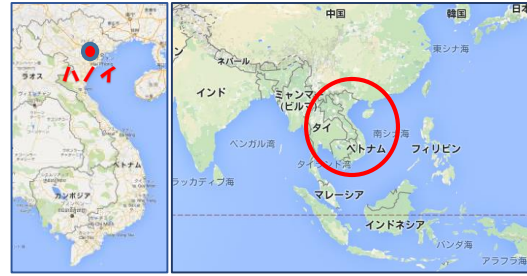 ハノイ
ラオス
ベトナム
カンボジア
中国
韓国
日本
東シナ海
ネパール
インド
ミャンマー
(ビルマ)
タイ
ベンガル湾
南シナ海
ベトナム
フィリピン
タイランド湾
ラッカディブ海
マレーシア
インドネシア
バンダ海
アラフラ海